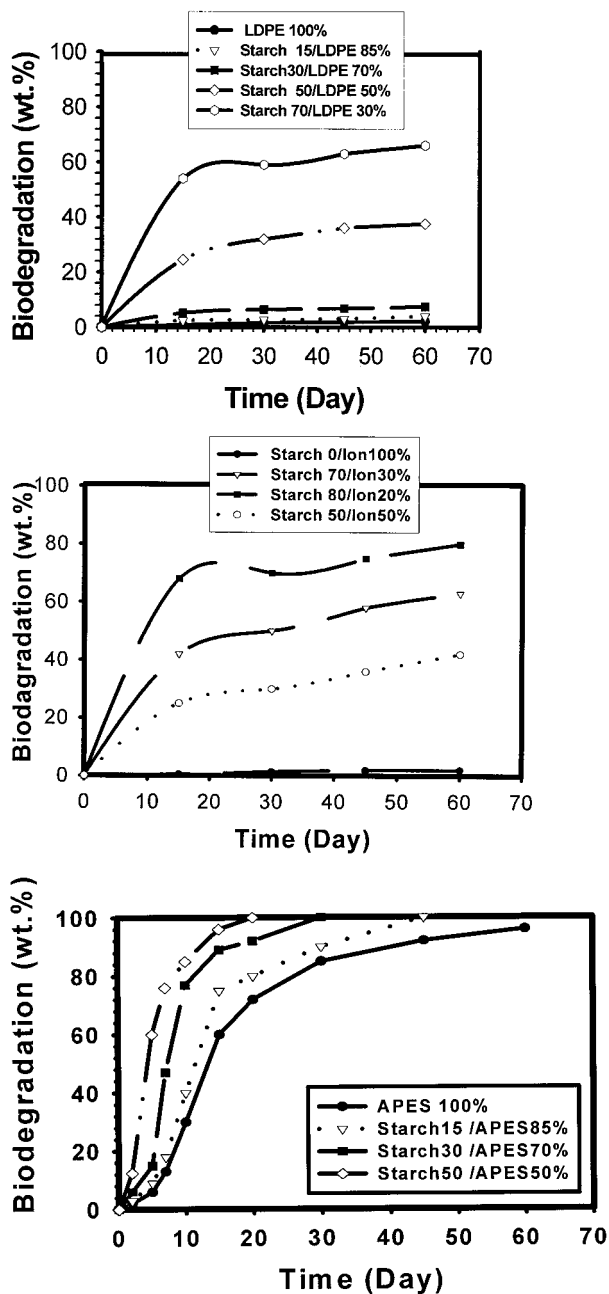 LDPE 100%
Starch 15/LDPE 85%
Starch30/LDPE 70%
Starch 50/LDPE 50%
Starch 70/LDPE 30%
Biodegradation (wt.%)
100
80
60
40
20
0
0 10 20 30 40 50 60 70
Time (Day)
Starch 0/Ion100%
Starch 70/Ion30%
Starch 80/Ion20%
Starch 50/Ion50%
Biodagradation (wt.%)
100
80
60
40
20
0
0 10 20 30 40 50 60 70
Time (Day)
Biodegradation (wt.%)
100
80
60
40
20
0
APES 100%
Starch15 /APES85%
Starch30 /APES70%
Starch50 /APES50%
0 10 20 30 40 50 60 70
Time (Day)